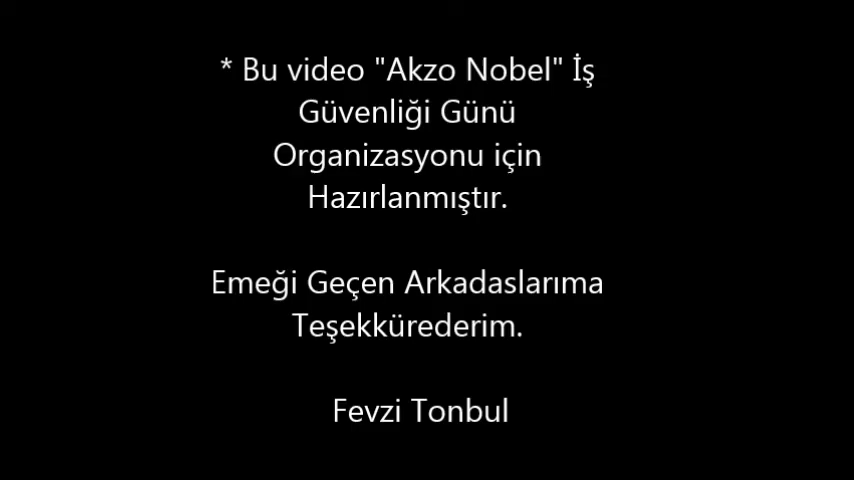 * Bu video "Akzo Nobel" İş
Güvenliği Günü
Organizasyonu için
Hazırlanmıştır.
Emeği Geçen Arkadaslarıma
Teşekkürederim.
Fevzi Tonbul